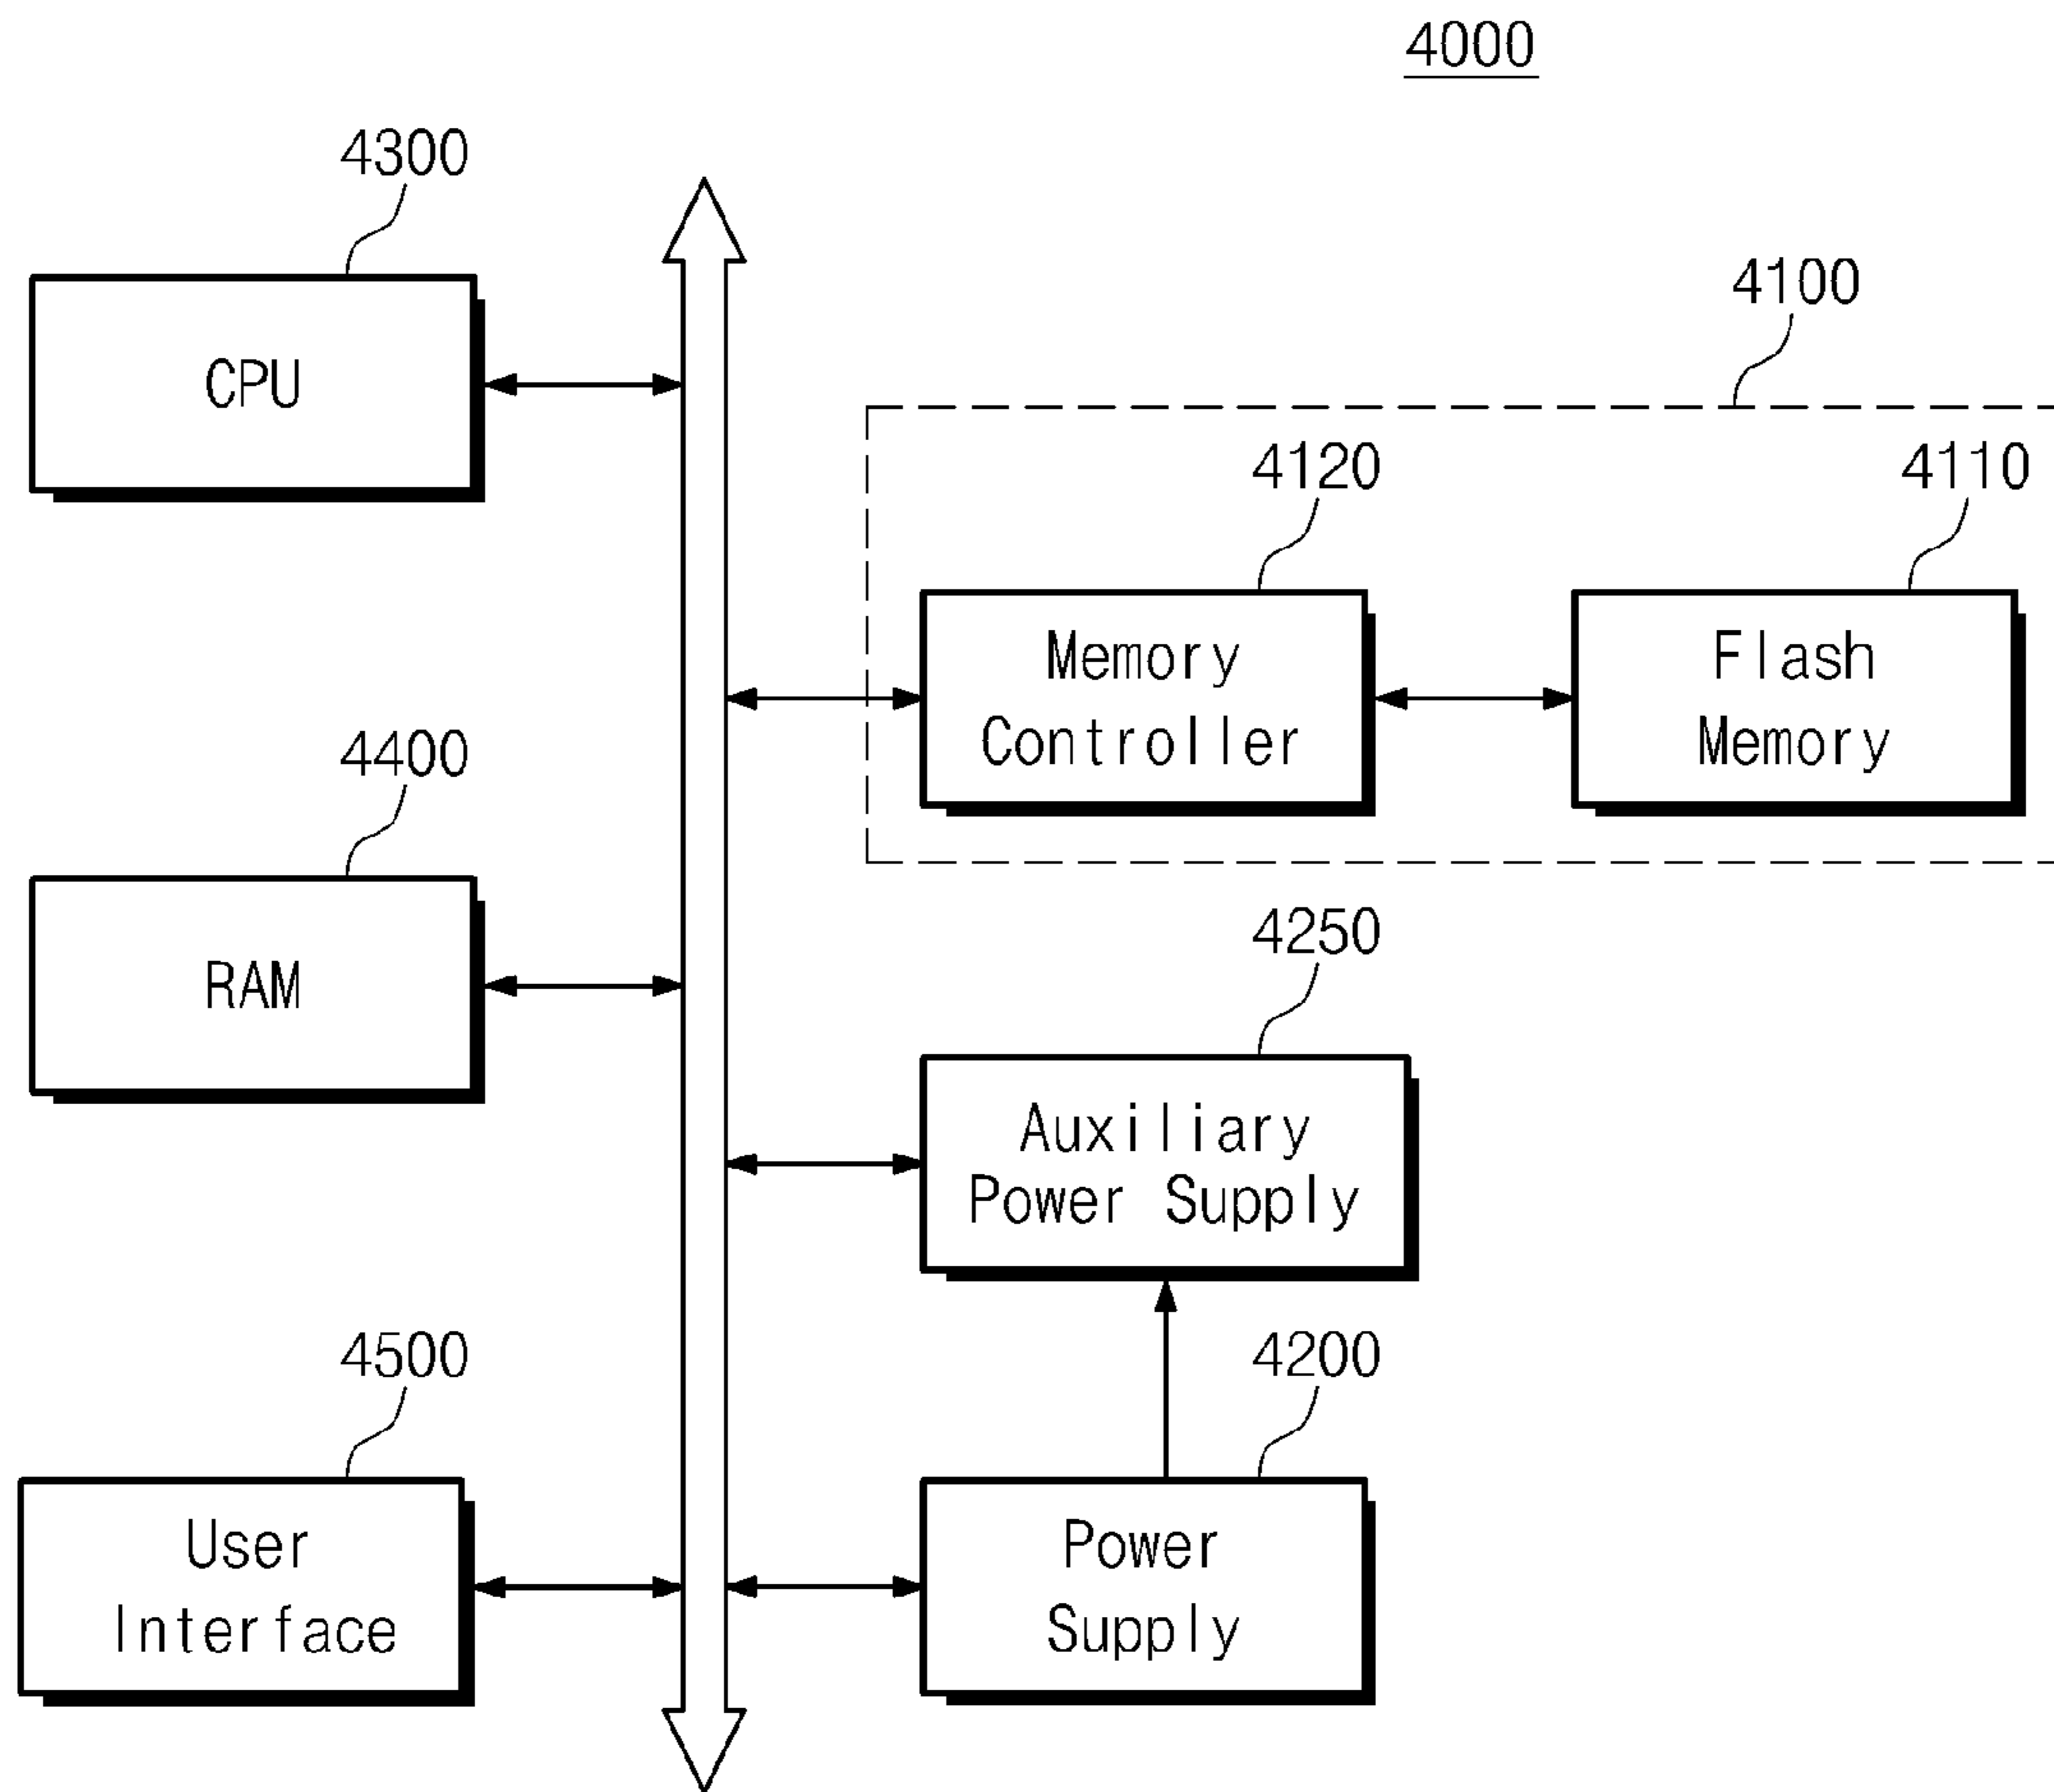 4000
4300
CPU
4100
4120
4110
Memory
Controller
Flash
Memory
4400
RAM
4250
Auxiliary
Power Supply
4500
User
Interface
4200
Power
Supply